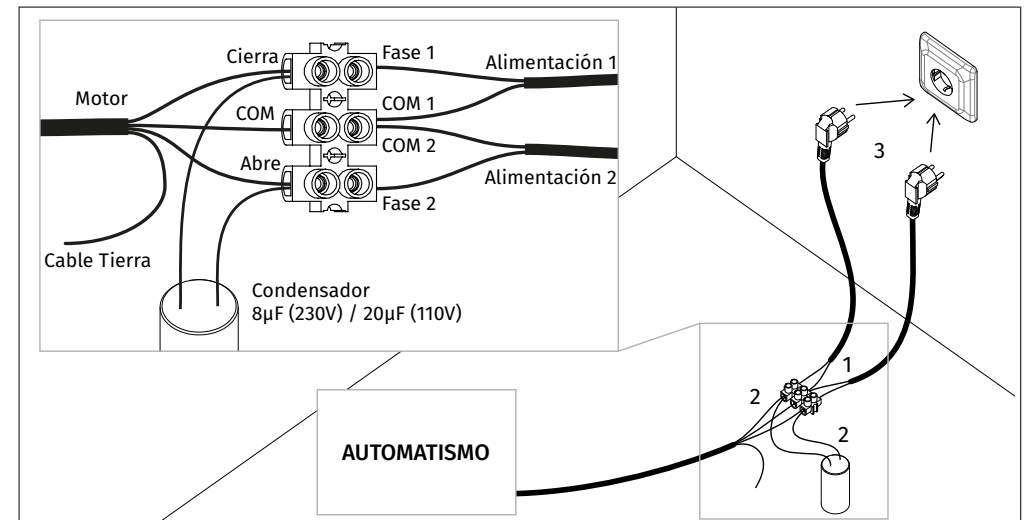 Cierra
Fase 1
Alimentación 1
Motor
COM
COM 1
COM 2
Abre
Alimentación 2
Fase 2
Cable Tierra
Condensador
8µF (230V) / 20µF (110V)
3
1
2
2
AUTOMATISMO